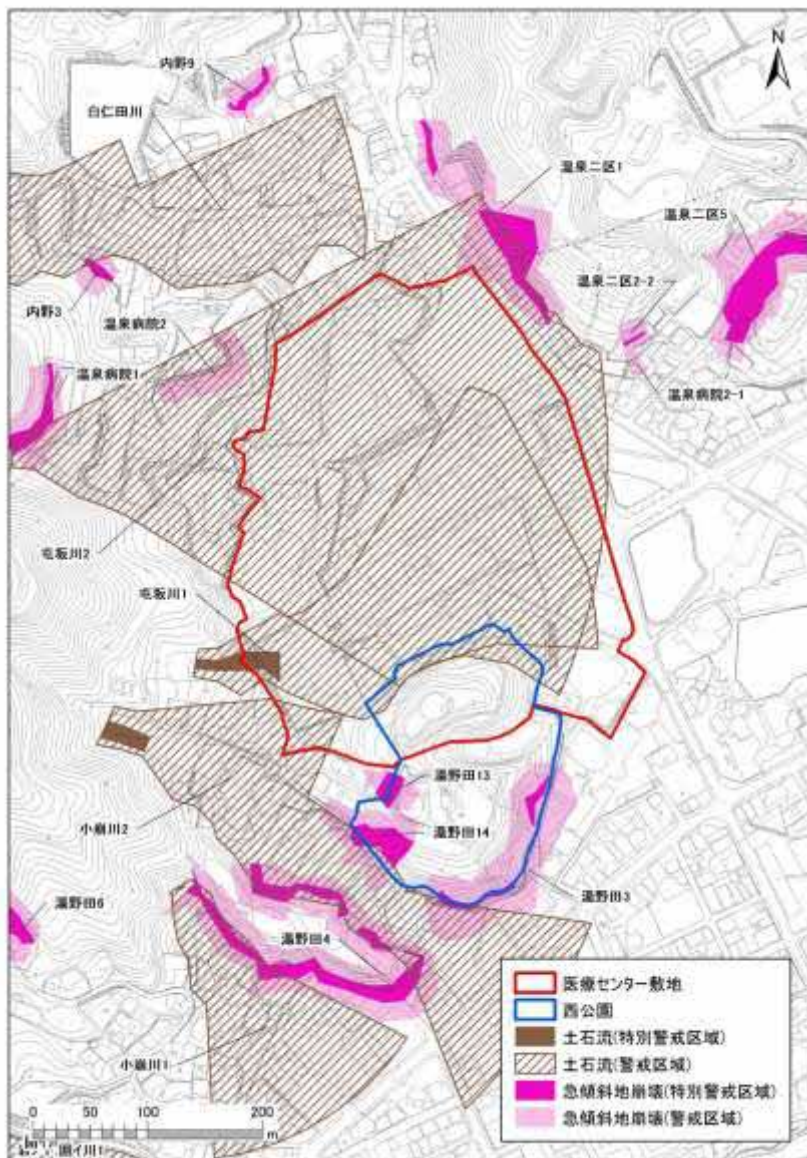 N
内野9
白仁田川
温泉二区1
温泉二区5
温泉二区2-2
内野3
温泉病院2
温泉病院1
温泉病院2-1
屯坂川2
屯坂川1
湯野田13
小崩川2
湯野田14
湯野田3
湯野田6
湯野田4
小崩川1
医療センター敷地
西公園
土石流(特別警戒区域)
土石流(警戒区域)
急傾斜地崩壊(特別警戒区域)
急傾斜地崩壊(警戒区域)
0 50 100 200
m